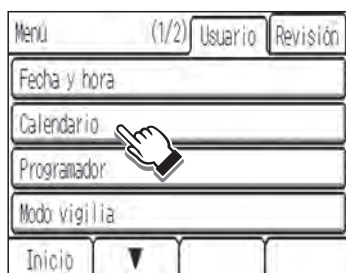 Menú (1/2) Usuario Revisión
Fecha y hora
Calendario
Programador
Modo vigilia
Inicio ▼